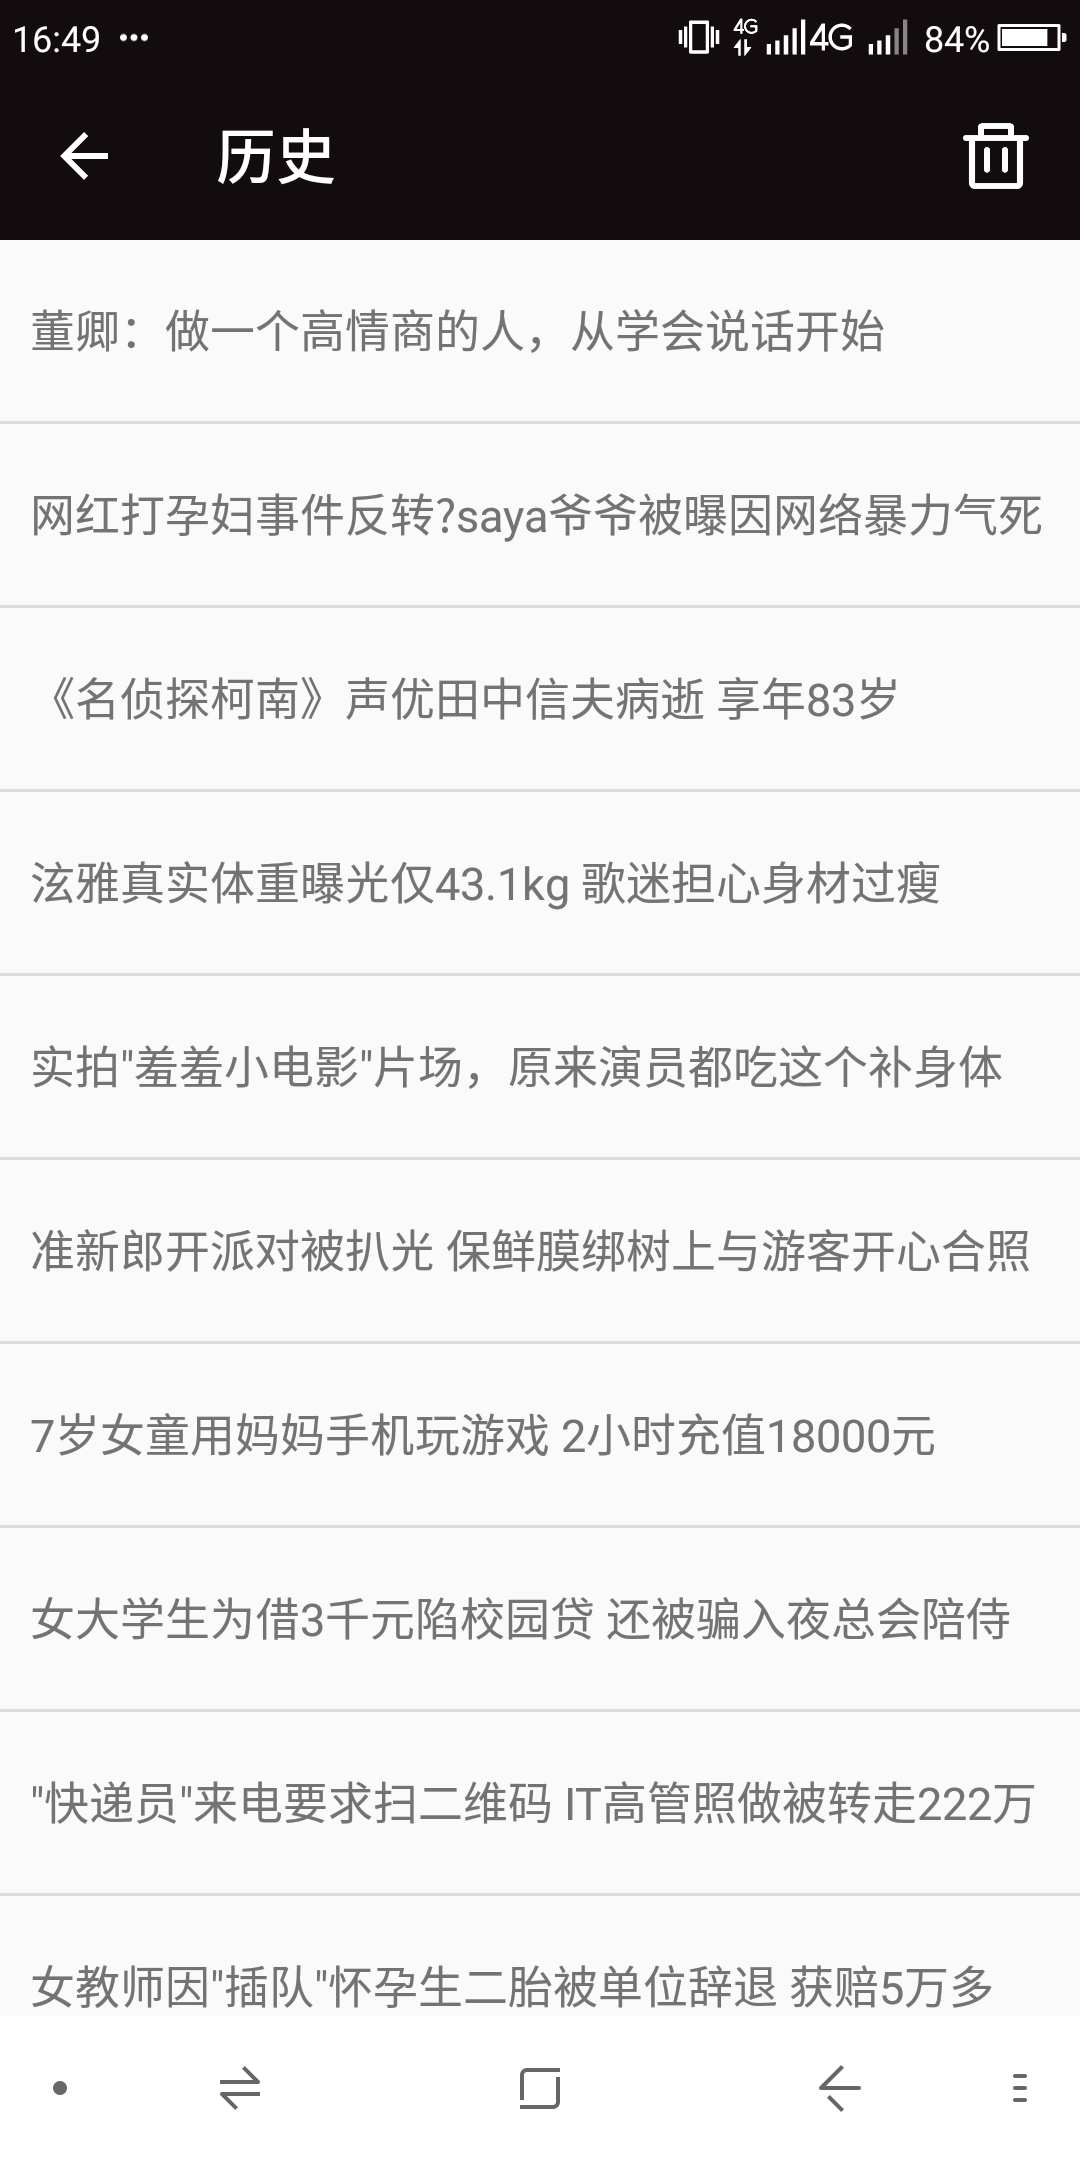 16:49 ... 4G 4G 84%
历史
董卿：做一个高情商的人，从学会说话开始
网红打孕妇事件反转?saya爷爷被曝因网络暴力气死
《名侦探柯南》声优田中信夫病逝 享年83岁
泫雅真实体重曝光仅43.1kg 歌迷担心身材过瘦
实拍"羞羞小电影"片场，原来演员都吃这个补身体
准新郎开派对被扒光 保鲜膜绑树上与游客开心合照
7岁女童用妈妈手机玩游戏 2小时充值18000元
女大学生为借3千元陷校园贷 还被骗入夜总会陪侍
"快递员"来电要求扫二维码 IT高管照做被转走222万
女教师因"插队"怀孕生二胎被单位辞退 获赔5万多